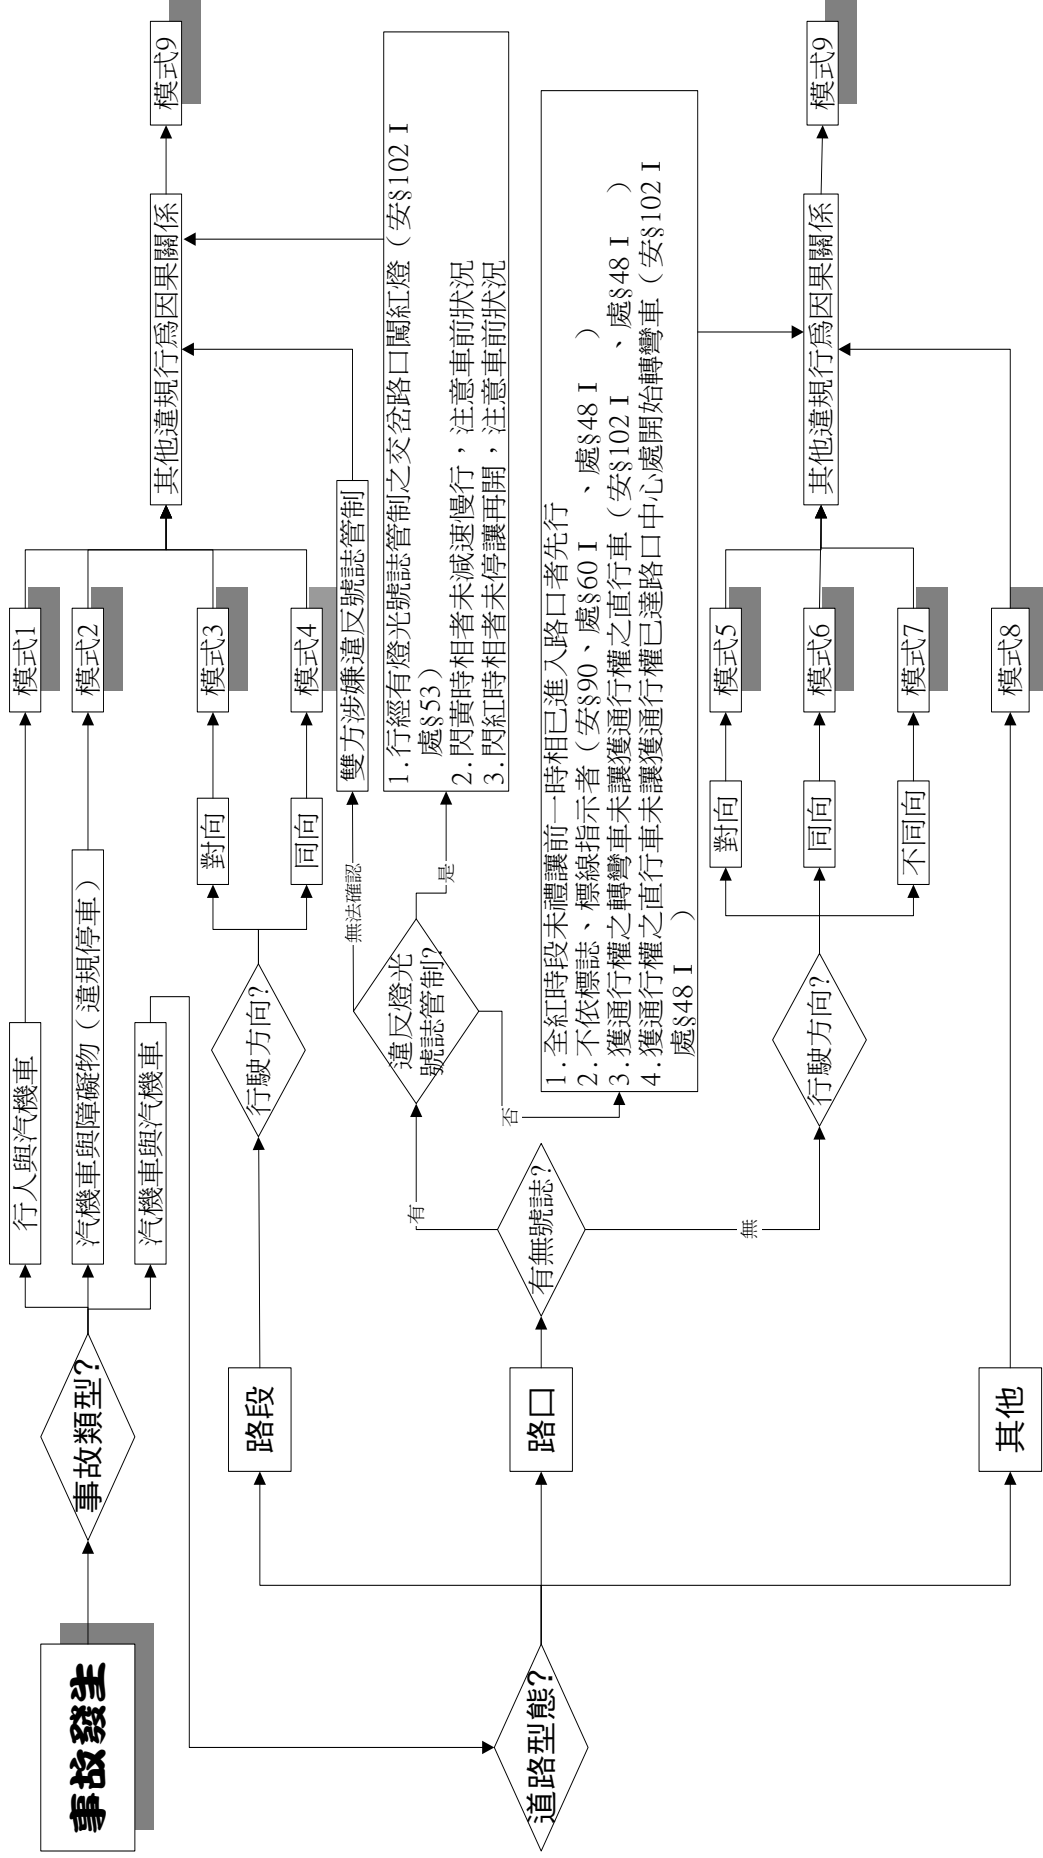 事故發生
事故類型?
行人與汽機車
模式1
汽機車與障礙物（違規停車）
模式2
汽機車與汽機車
其他違規行為因果關係
模式9
道路型態?
路段
行駛方向?
對向
模式3
同向
模式4
路口
有無號誌?
有
違反燈光
號誌管制?
無法確認
雙方涉嫌違反號誌管制
是
1.行經有燈光號誌管制之交岔路口闖紅燈（安§102 I
處§53）
2.閃黃時相者未減速慢行，注意車前狀況
3.閃紅時相者未停讓再開，注意車前狀況
否
1.全紅時段未禮讓前一時相已進入路口者先行
2.不依標誌、標線指示者（安§90、處§60 I 、處§48 I ）
3.獲通行權之轉彎車未讓獲通行權之直行車（安§102 I 、處§48 I ）
4.獲通行權之直行車未讓獲通行權已達路口中心處開始轉彎車（安§102 I
處§48 I ）
無
行駛方向?
對向
模式5
同向
模式6
不同向
模式7
其他違規行為因果關係
模式9
其他
模式8